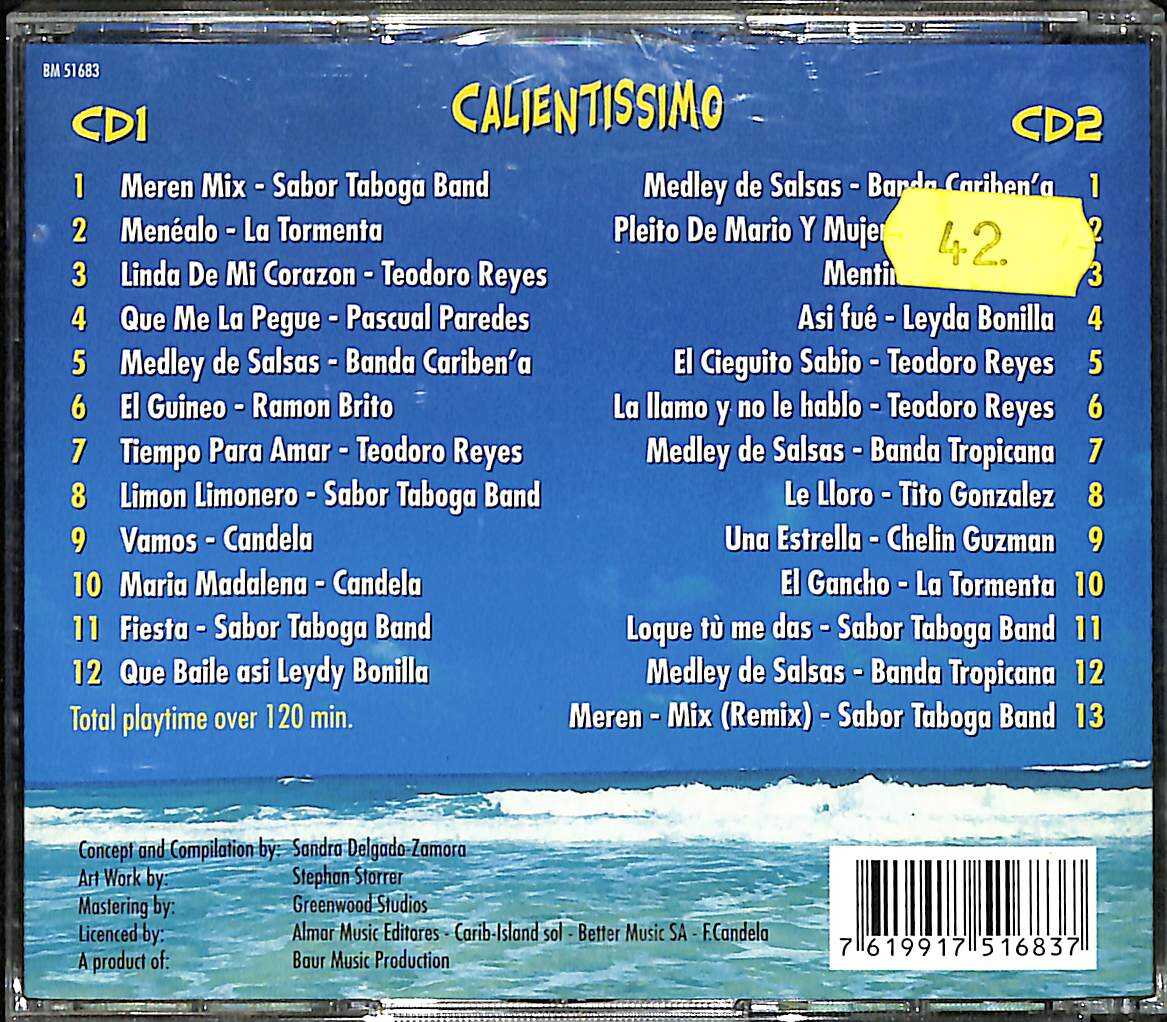 BM 51683
CALIENTISSIMO
CD1
1 Meren Mix - Sabor Taboga Band
2 Menéalo - La Tormenta
3 Linda De Mi Corazon - Teodoro Reyes
4 Que Me La Pegue - Pascual Paredes
5 Medley de Salsas - Banda Cariben'a
6 El Guineo - Ramon Brito
7 Tiempo Para Amar - Teodoro Reyes
8 Limon Limonero - Sabor Taboga Band
9 Vamos - Candela
10 Maria Madalena - Candela
11 Fiesta - Sabor Taboga Band
12 Que Baile asi Leydy Bonilla
Total playtime over 120 min.
CD2
Medley de Salsas - Banda Cariben'a 1
Pleito De Mario Y 2
3
42.
Asi fué - Leyda Bonilla 4
El Cieguito Sabio - Teodoro Reyes 5
La llamo y no le hablo - Teodoro Reyes 6
Medley de Salsas - Banda Tropicana 7
Le Lloro - Tito Gonzalez 8
Una Estrella - Chelin Guzman 9
El Gancho - La Tormenta 10
Loque tù me das - Sabor Taboga Band 11
Medley de Salsas - Banda Tropicana 12
Meren - Mix (Remix) - Sabor Taboga Band 13
Concept and Compilation by: Sandra Delgado Zamora
Art Work by: Stephan Storrer
Mastering by: Greenwood Studios
Licenced by: Almar Music Editares - Carib-Island sol - Better Music SA - F.Candela
A product of: Baur Music Production
7 619917 516837